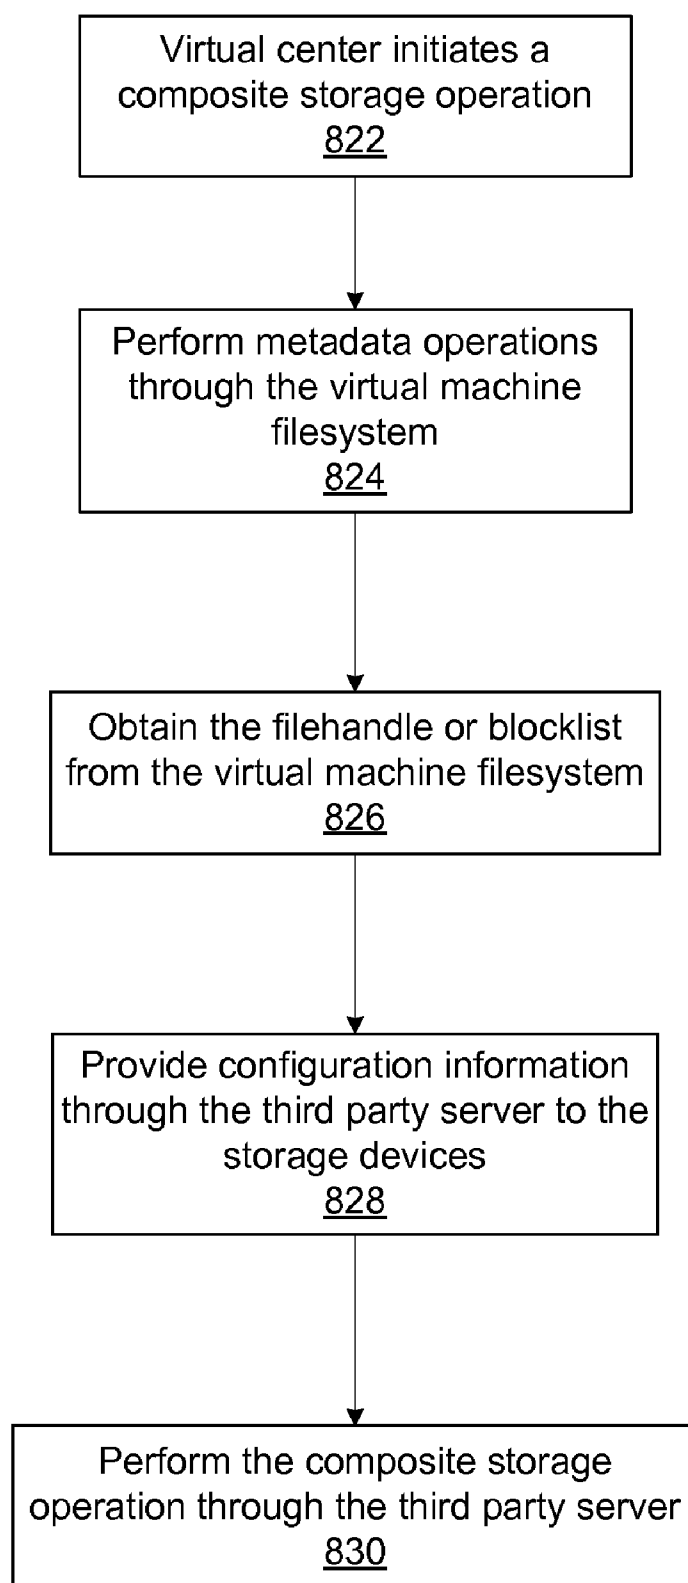 Virtual center initiates a
composite storage operation
822
Perform metadata operations
through the virtual machine
filesystem
824
Obtain the filehandle or blocklist
from the virtual machine filesystem
826
Provide configuration information
through the third party server to the
storage devices
828
Perform the composite storage
operation through the third party server
830